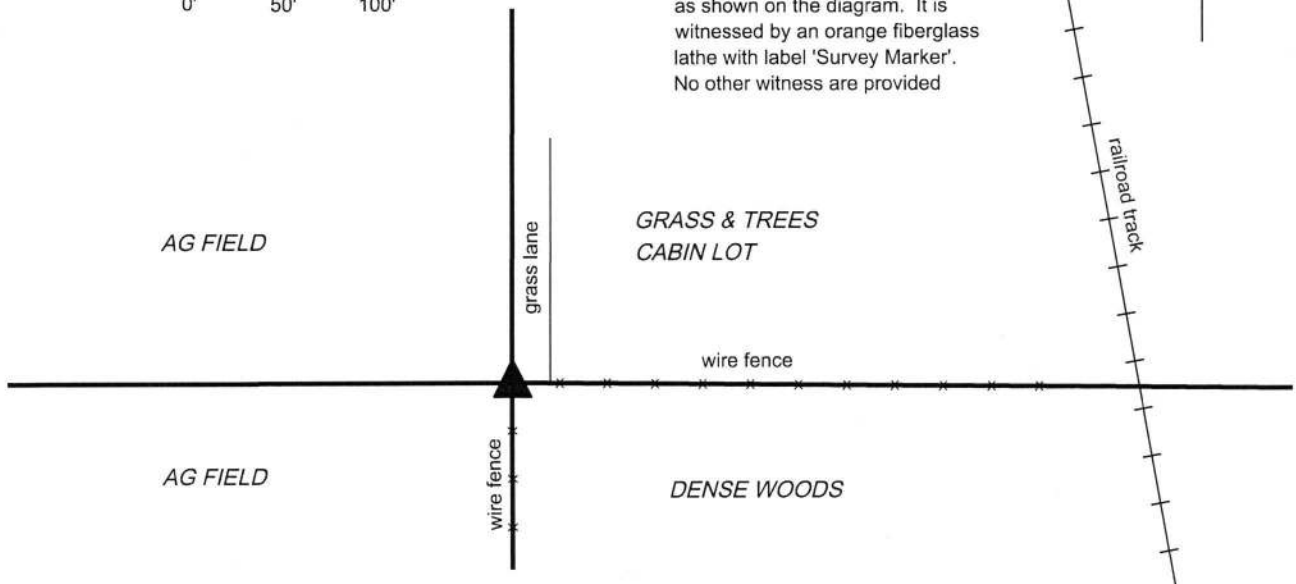 0' 50' 100'
as shown on the diagram. It is
witnessed by an orange fiberglass
lathe with label 'Survey Marker'.
No other witness are provided
railroad track
AG FIELD
grass lane
GRASS & TREES
CABIN LOT
wire fence
AG FIELD
wire fence
DENSE WOODS